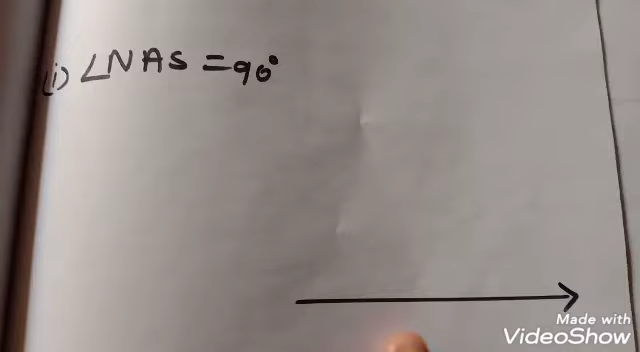 (i) ∠NAS = 90°
Made with
VideoShow